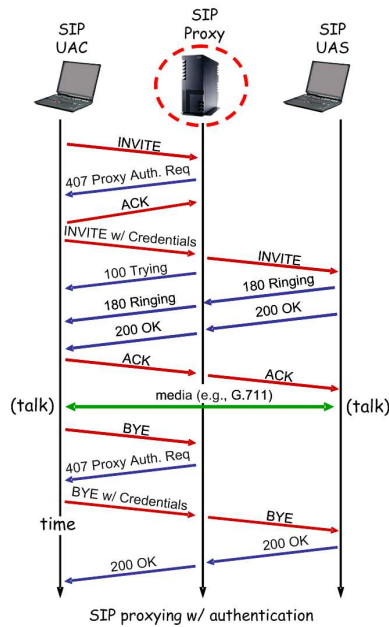 SIP
UAC
SIP
Proxy
SIP
UAS
INVITE
407 Proxy Auth. Req
ACK
INVITE w/ Credentials
INVITE
100 Trying
180 Ringing
180 Ringing
200 OK
200 OK
ACK
ACK
media (e.g., G.711)
(talk)
(talk)
BYE
407 Proxy Auth. Req
BYE w/ Credentials
time
BYE
200 OK
200 OK
SIP proxying w/ authentication